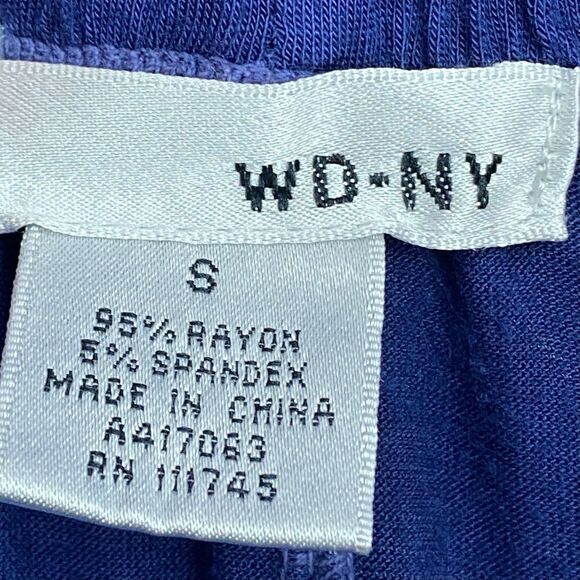 WD-NY
S
95% RAYON
5% SPANDEX
MADE IN CHINA
A417063
RN 111745